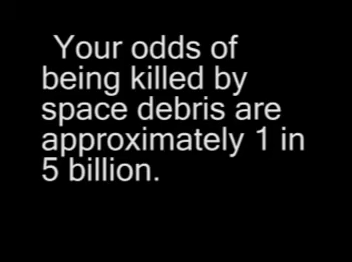 Your odds of
being killed by
space debris are
approximately 1 in
5 billion.